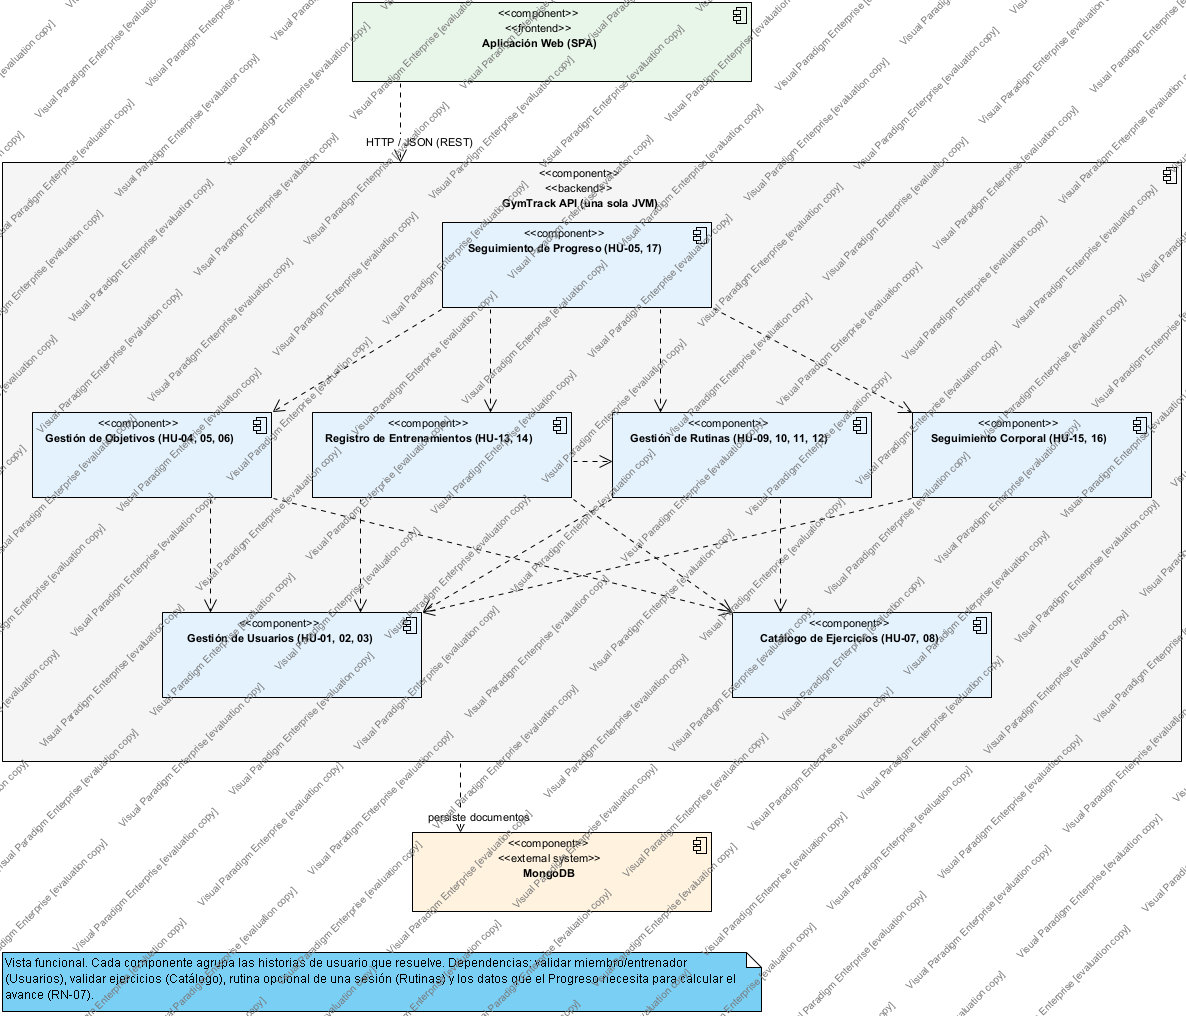 <<component>>
<<frontend>>
Aplicación Web (SPA)
HTTP / JSON (REST)
<<component>>
<<backend>>
GymTrack API (una sola JVM)
<<component>>
Seguimiento de Progreso (HU-05, 17)
<<component>>
Gestión de Objetivos (HU-04, 05, 06)
<<component>>
Registro de Entrenamientos (HU-13, 14)
<<component>>
Gestión de Rutinas (HU-09, 10, 11, 12)
<<component>>
Seguimiento Corporal (HU-15, 16)
<<component>>
Gestión de Usuarios (HU-01, 02, 03)
<<component>>
Catálogo de Ejercicios (HU-07, 08)
persiste documentos
<<component>>
<<external system>>
MongoDB
Vista funcional. Cada componente agrupa las historias de usuario que resuelve. Dependencias: validar miembro/entrenador
(Usuarios), validar ejercicios (Catálogo), rutina opcional de una sesión (Rutinas) y los datos que el Progreso necesita para calcular el
avance (RN-07).
Visual Paradigm Enterprise [evaluation copy]